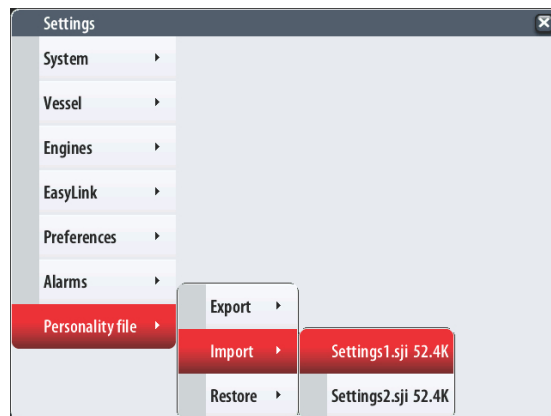 Settings
System
Vessel
Engines
EasyLink
Preferences
Alarms
Personality file
Export
Import
Restore
Settings1.sji 52.4K
Settings2.sji 52.4K